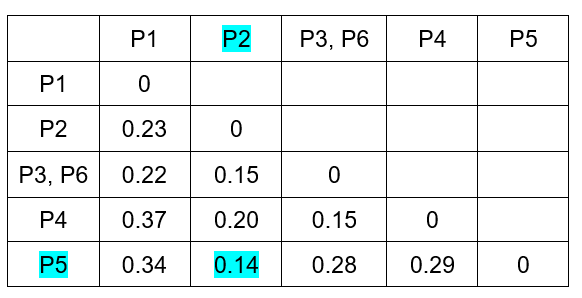 P1 P2 P3, P6 P4 P5
P1 0
P2 0.23 0
P3, P6 0.22 0.15 0
P4 0.37 0.20 0.15 0
P5 0.34 0.14 0.28 0.29 0